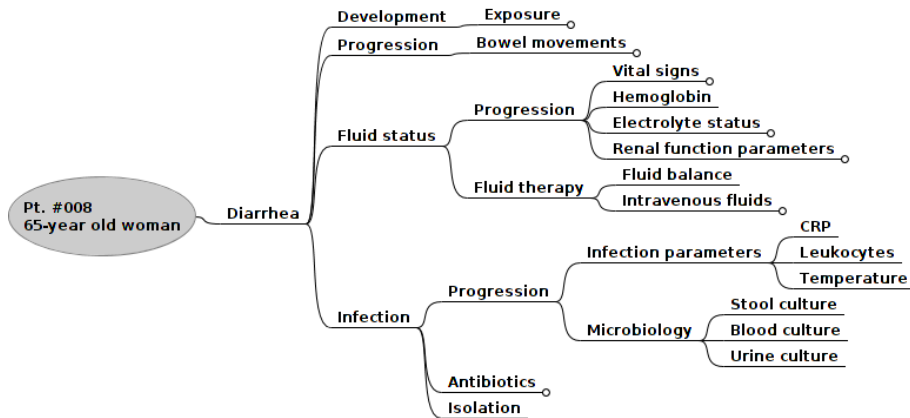 Pt. #008
65-year old woman
Diarrhea
Development
Exposure
Progression
Bowel movements
Fluid status
Progression
Vital signs
Hemoglobin
Electrolyte status
Renal function parameters
Fluid therapy
Fluid balance
Intravenous fluids
Infection
Progression
Infection parameters
CRP
Leukocytes
Temperature
Microbiology
Stool culture
Blood culture
Urine culture
Antibiotics
Isolation